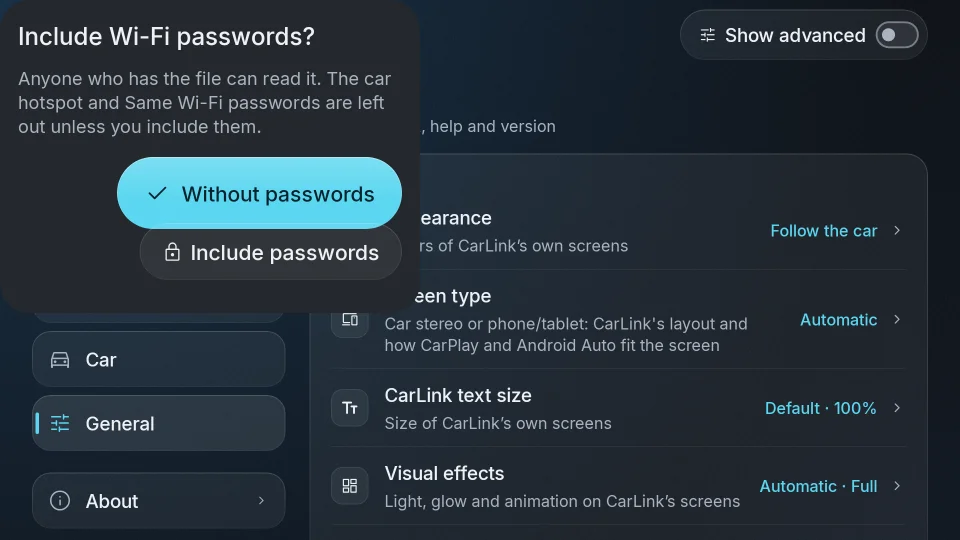 Include Wi-Fi passwords?
Anyone who has the file can read it. The car
hotspot and Same Wi-Fi passwords are left
out unless you include them.
Without passwords
Include passwords
Show advanced
, help and version
earance
Follow the car
rs of CarLink’s own screens
een type
Automatic
Car stereo or phone/tablet: CarLink's layout and
how CarPlay and Android Auto fit the screen
Car
CarLink text size
Default · 100%
Size of CarLink’s own screens
General
Visual effects
Automatic · Full
Light, glow and animation on CarLink’s screens
About